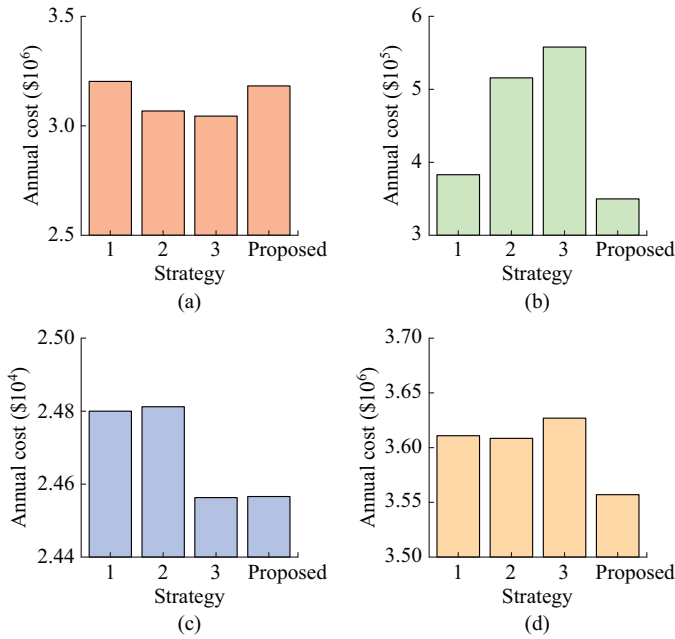 Annual cost ($10⁶)
3.5
3.0
2.5
1 2 3 Proposed
Strategy
(a)
Annual cost ($10⁵)
6
5
4
3
1 2 3 Proposed
Strategy
(b)
Annual cost ($10⁴)
2.50
2.48
2.46
2.44
1 2 3 Proposed
Strategy
(c)
Annual cost ($10⁶)
3.70
3.65
3.60
3.55
3.50
1 2 3 Proposed
Strategy
(d)